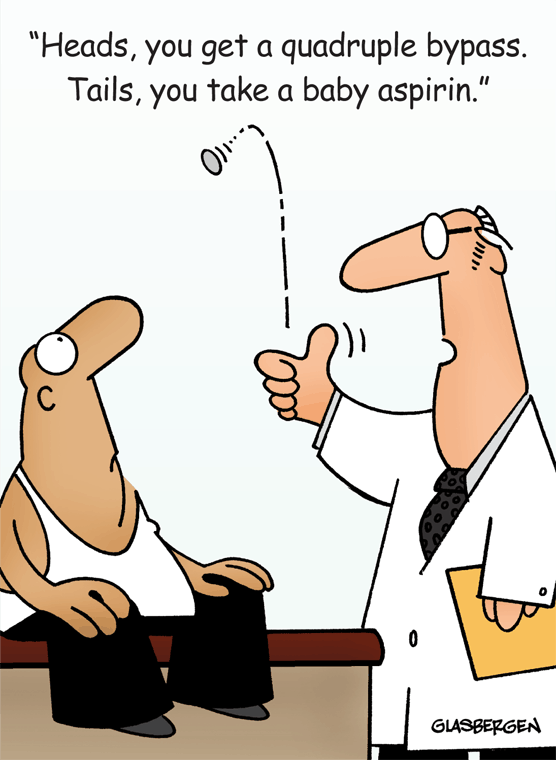 “Heads, you get a quadruple bypass.
Tails, you take a baby aspirin.”
GLASBERGEN